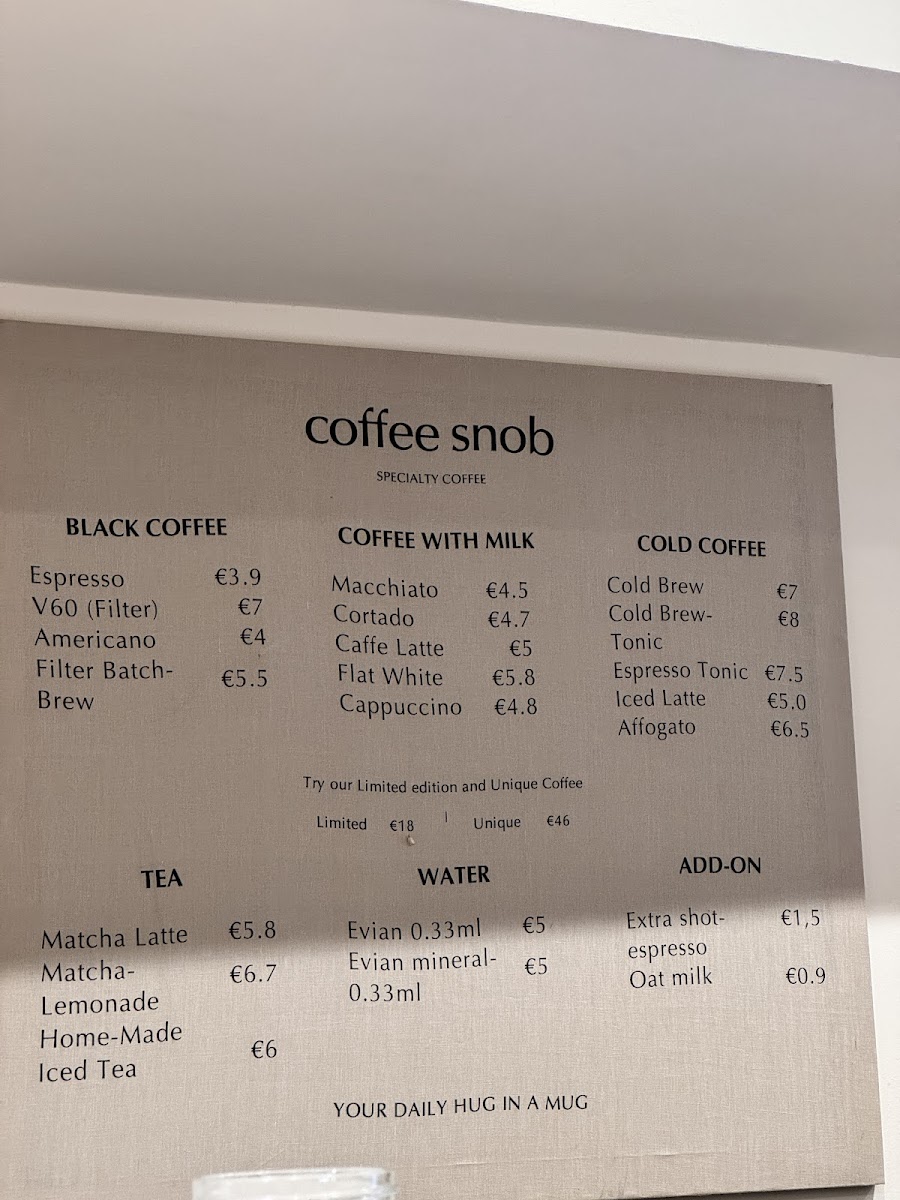 coffee snob
SPECIALTY COFFEE
BLACK COFFEE
Espresso €3.9
V60 (Filter) €7
Americano €4
Filter Batch- €5.5
Brew
COFFEE WITH MILK
Macchiato €4.5
Cortado €4.7
Caffe Latte €5
Flat White €5.8
Cappuccino €4.8
COLD COFFEE
Cold Brew €7
Cold Brew- €8
Tonic
Espresso Tonic €7.5
Iced Latte €5.0
Affogato €6.5
Try our Limited edition and Unique Coffee
Limited €18 | Unique €46
TEA
Matcha Latte €5.8
Matcha- €6.7
Lemonade
Home-Made
Iced Tea €6
WATER
Evian 0.33ml €5
Evian mineral- €5
0.33ml
ADD-ON
Extra shot- €1,5
espresso
Oat milk €0.9
YOUR DAILY HUG IN A MUG